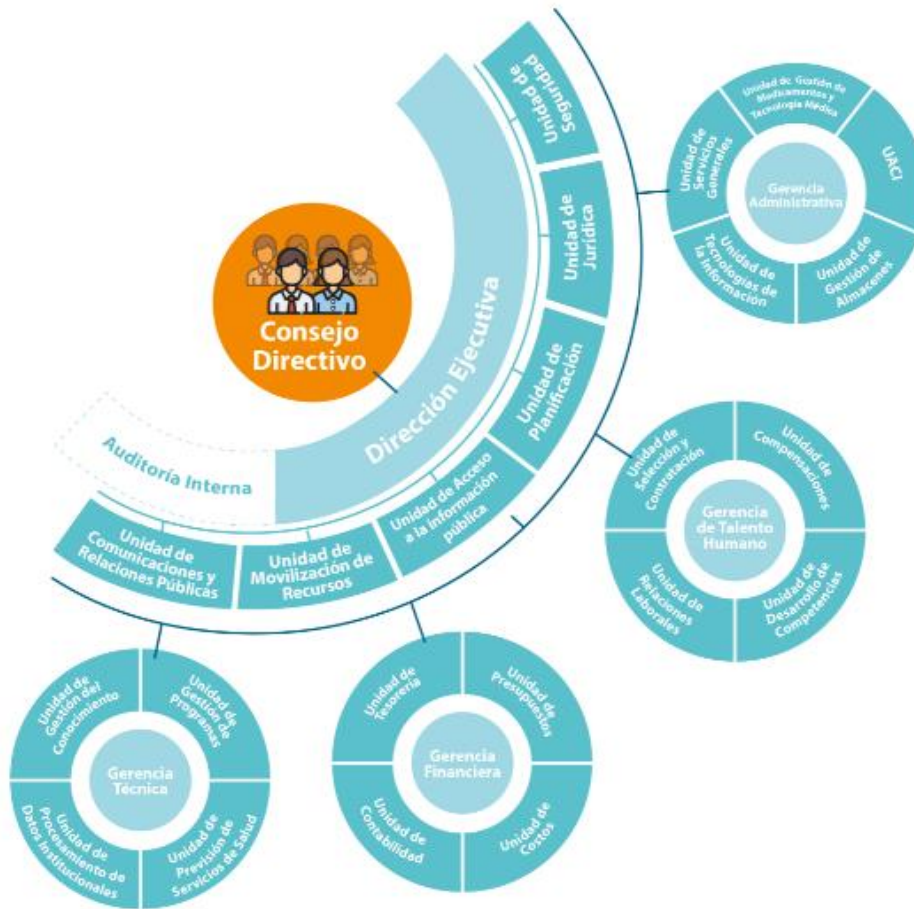 Consejo
Directivo
Dirección Ejecutiva
Auditoría Interna
Unidad de
Seguridad
Unidad de
Jurídica
Unidad de
Planificación
Unidad de Acceso
a la información
pública
Unidad de
Movilización de
Recursos
Unidad de
Comunicaciones y
Relaciones Públicas
Gerencia
Administrativa
Unidad de Gestión de
Medicamentos y
Tecnología Médica
UACI
Unidad de
Gestión de
Almacenes
Unidad de
Tecnologías de
la Información
Unidad de
Servicios
Generales
Gerencia
de Talento
Humano
Unidad de
Selección y
Controtación
Unidad de
Compensaciones
Unidad de
Desarrollo de
Competencias
Unidad de
Relaciones
Laborales
Gerencia
Financiera
Unidad de
Tesorería
Unidad de
Presupuestos
Unidad de
Costos
Unidad de
Contabilidad
Gerencia
Técnica
Unidad de
Gestión del
Conocimiento
Unidad de
Gestión de
Programas
Unidad de
Previsión de
Servicios de Salud
Unidad de
Procesamiento de
Datos Institucionales